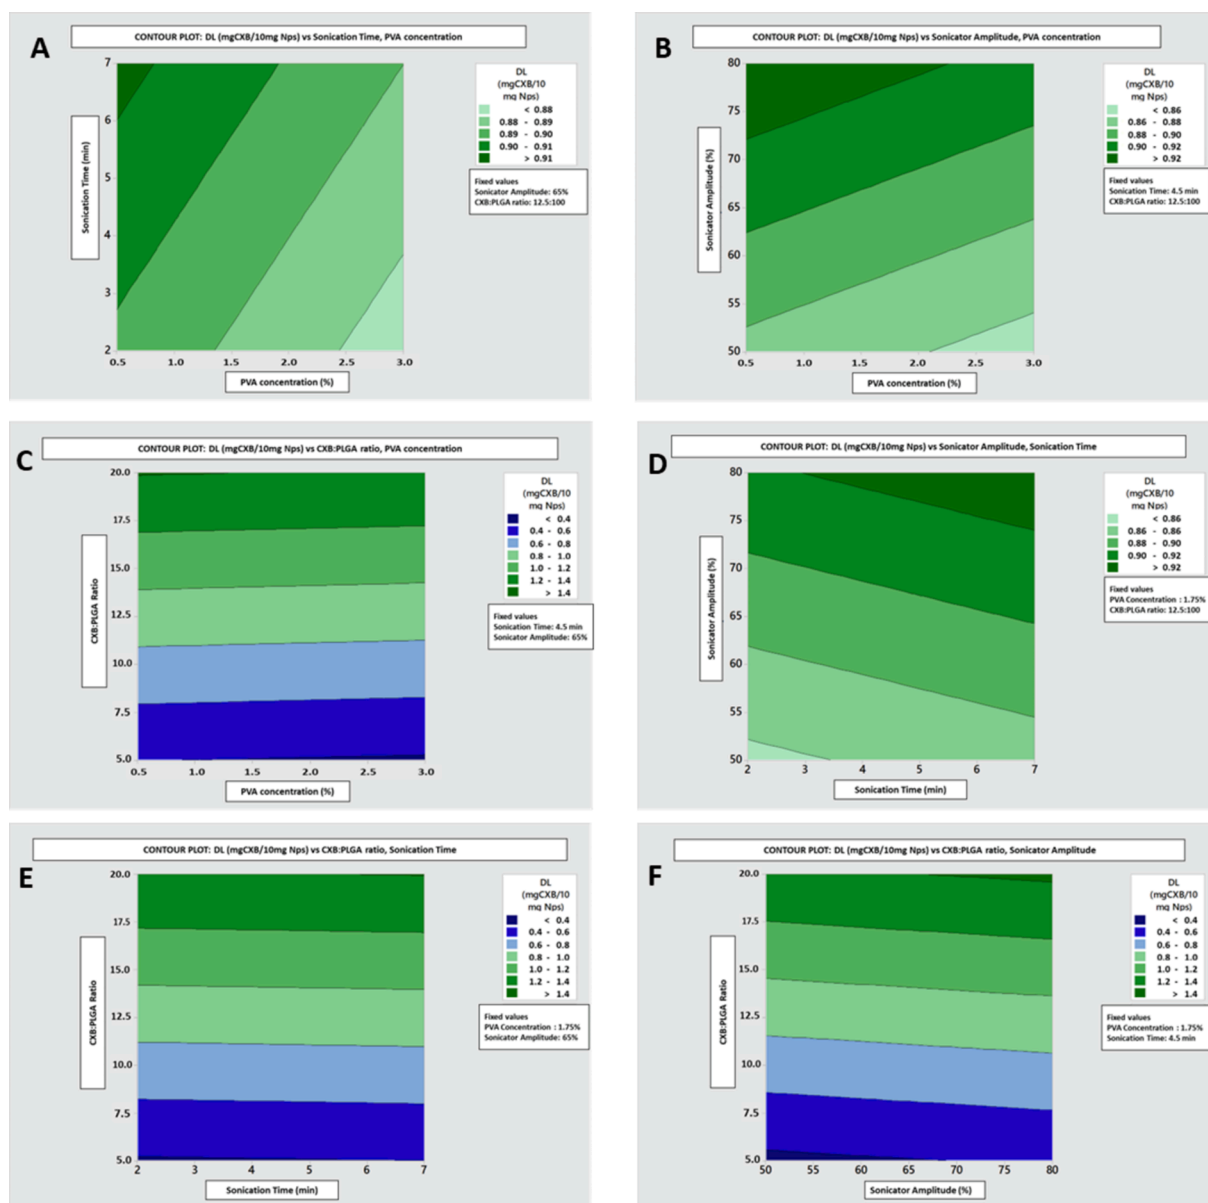 A
CONTOUR PLOT: DL (mgCXB/10mg Nps) vs Sonication Time, PVA concentration
7
6
5
4
3
2
Sonication Time (min)
0.5 1.0 1.5 2.0 2.5 3.0
PVA concentration (%)
DL
(mgCXB/10
mg Nps)
< 0.88
0.88 - 0.89
0.89 - 0.90
0.90 - 0.91
> 0.91
Fixed values
Sonicator Amplitude: 65%
CXB:PLGA ratio: 12.5:100
B
CONTOUR PLOT: DL (mgCXB/10mg Nps) vs Sonicator Amplitude, PVA concentration
80
75
70
65
60
55
50
Sonicator Amplitude (%)
0.5 1.0 1.5 2.0 2.5 3.0
PVA concentration (%)
DL
(mgCXB/10
mg Nps)
< 0.86
0.86 - 0.88
0.88 - 0.90
0.90 - 0.92
> 0.92
Fixed values
Sonication Time: 4.5 min
CXB:PLGA ratio: 12.5:100
C
CONTOUR PLOT: DL (mgCXB/10mg Nps) vs CXB:PLGA ratio, PVA concentration
20.0
17.5
15.0
12.5
10.0
7.5
5.0
CXB:PLGA Ratio
0.5 1.0 1.5 2.0 2.5 3.0
PVA concentration (%)
DL
(mgCXB/10
mg Nps)
< 0.4
0.4 - 0.6
0.6 - 0.8
0.8 - 1.0
1.0 - 1.2
1.2 - 1.4
> 1.4
Fixed values
Sonication Time: 4.5 min
Sonicator Amplitude: 65%
D
CONTOUR PLOT: DL (mgCXB/10mg Nps) vs Sonicator Amplitude, Sonication Time
80
75
70
65
60
55
50
Sonicator Amplitude (%)
2 3 4 5 6 7
Sonication Time (min)
DL
(mgCXB/10
mg Nps)
< 0.86
0.86 - 0.86
0.88 - 0.90
0.90 - 0.92
> 0.92
Fixed values
PVA Concentration : 1.75%
CXB:PLGA ratio: 12.5:100
E
CONTOUR PLOT: DL (mgCXB/10mg Nps) vs CXB:PLGA ratio, Sonication Time
20.0
17.5
15.0
12.5
10.0
7.5
5.0
CXB:PLGA Ratio
2 3 4 5 6 7
Sonication Time (min)
DL
(mgCXB/10
mg Nps)
< 0.4
0.4 - 0.6
0.6 - 0.8
0.8 - 1.0
1.0 - 1.2
1.2 - 1.4
> 1.4
Fixed values
PVA Concentration : 1.75%
Sonicator Amplitude: 65%
F
CONTOUR PLOT: DL (mgCXB/10mg Nps) vs CXB:PLGA ratio, Sonicator Amplitude
20.0
17.5
15.0
12.5
10.0
7.5
5.0
CXB:PLGA Ratio
50 55 60 65 70 75 80
Sonicator Amplitude (%)
DL
(mgCXB/10
mg Nps)
< 0.4
0.4 - 0.6
0.6 - 0.8
0.8 - 1.0
1.0 - 1.2
1.2 - 1.4
> 1.4
Fixed values
PVA Concentration : 1.75%
Sonication Time: 4.5 min